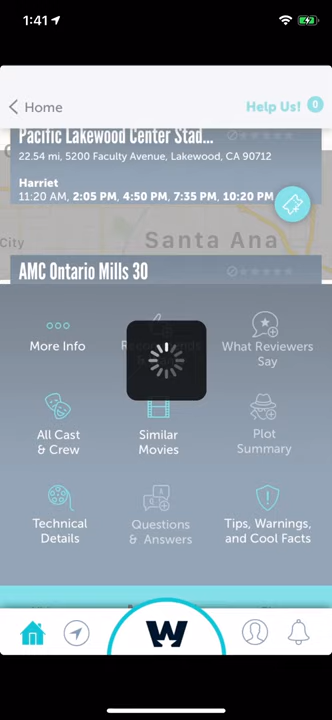 1:41
Home
Help Us! 0
Pacific Lakewood Center Stad...
22.54 mi, 5200 Faculty Avenue, Lakewood, CA 90712
Harriet
11:20 AM, 2:05 PM, 4:50 PM, 7:35 PM, 10:20 PM
City
Santa Ana
AMC Ontario Mills 30
More Info
What Reviewers
Say
All Cast
& Crew
Similar
Movies
Plot
Summary
Technical
Details
Questions
& Answers
Tips, Warnings,
and Cool Facts
W